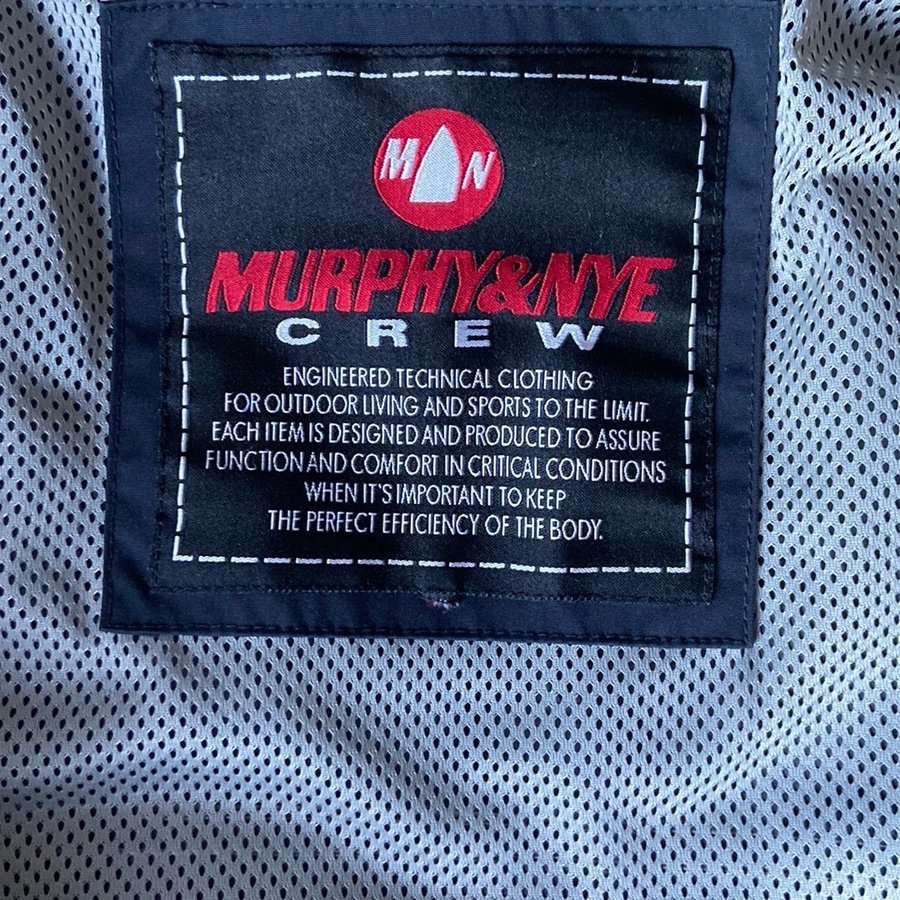 M N
MURPHY&NYE
CREW
ENGINEERED TECHNICAL CLOTHING
FOR OUTDOOR LIVING AND SPORTS TO THE LIMIT.
EACH ITEM IS DESIGNED AND PRODUCED TO ASSURE
FUNCTION AND COMFORT IN CRITICAL CONDITIONS
WHEN IT'S IMPORTANT TO KEEP
THE PERFECT EFFICIENCY OF THE BODY.